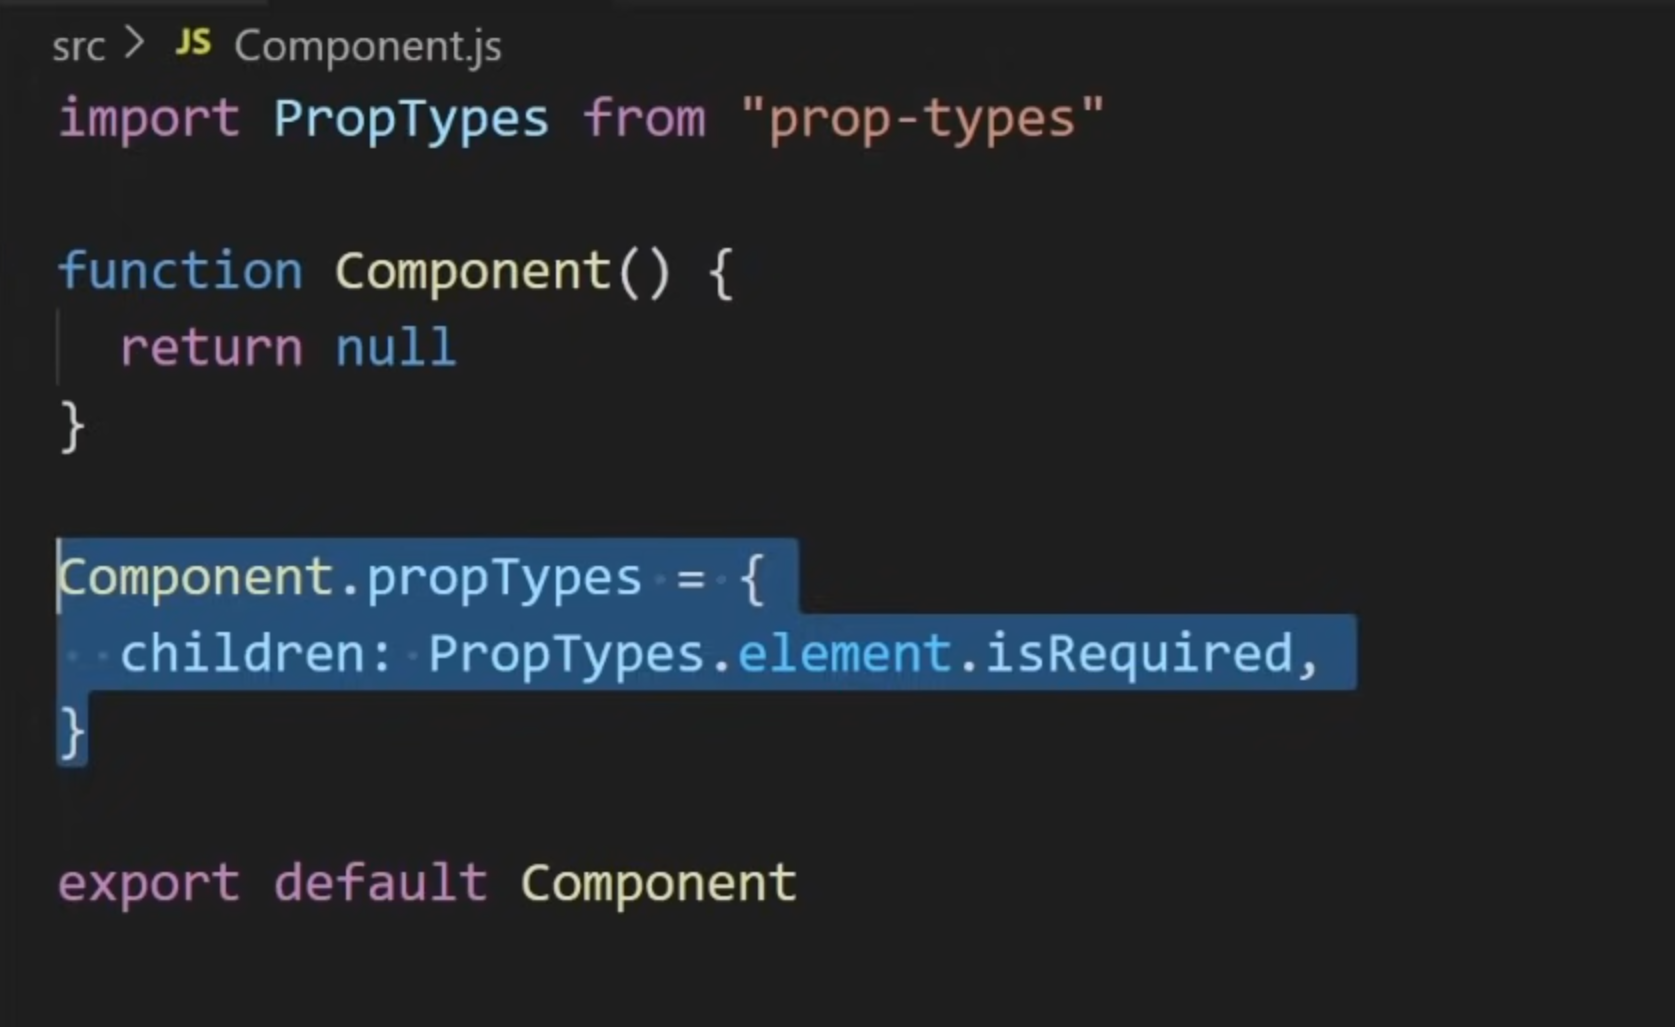 src > JS Component.js
import PropTypes from "prop-types"
function Component() {
  return null
}
Component.propTypes = {
  children: PropTypes.element.isRequired,
}
export default Component